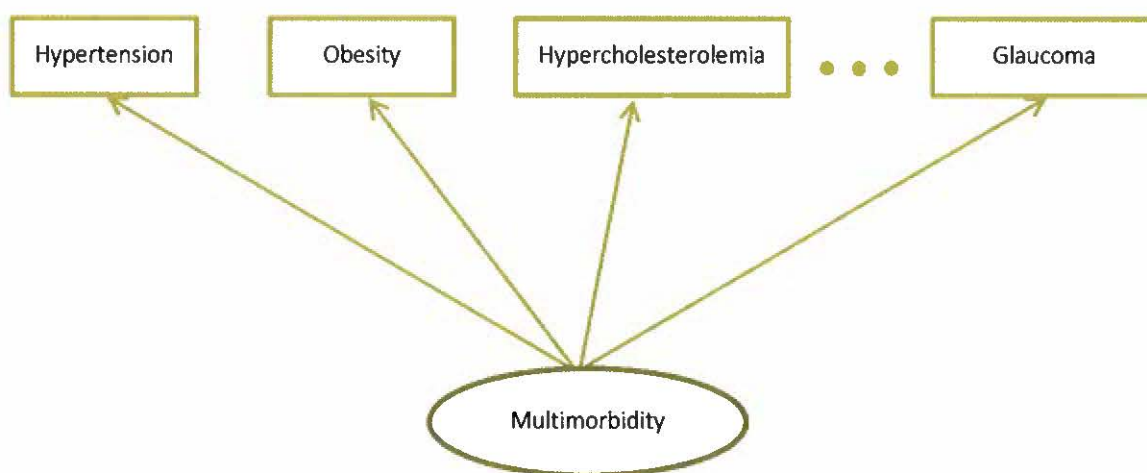 Hypertension
Obesity
Hypercholesterolemia
Glaucoma
Multimorbidity